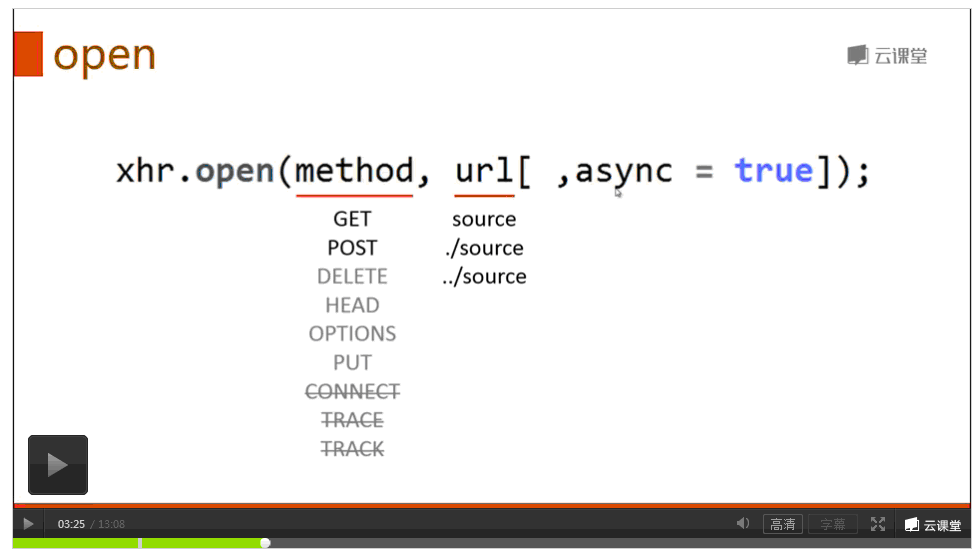 open
云课堂
xhr.open(method, url[ ,async = true]);
GET source
POST ./source
DELETE ../source
HEAD
OPTIONS
PUT
CONNECT
TRACE
TRACK
03:25 / 13:08 高清 字幕 云课堂